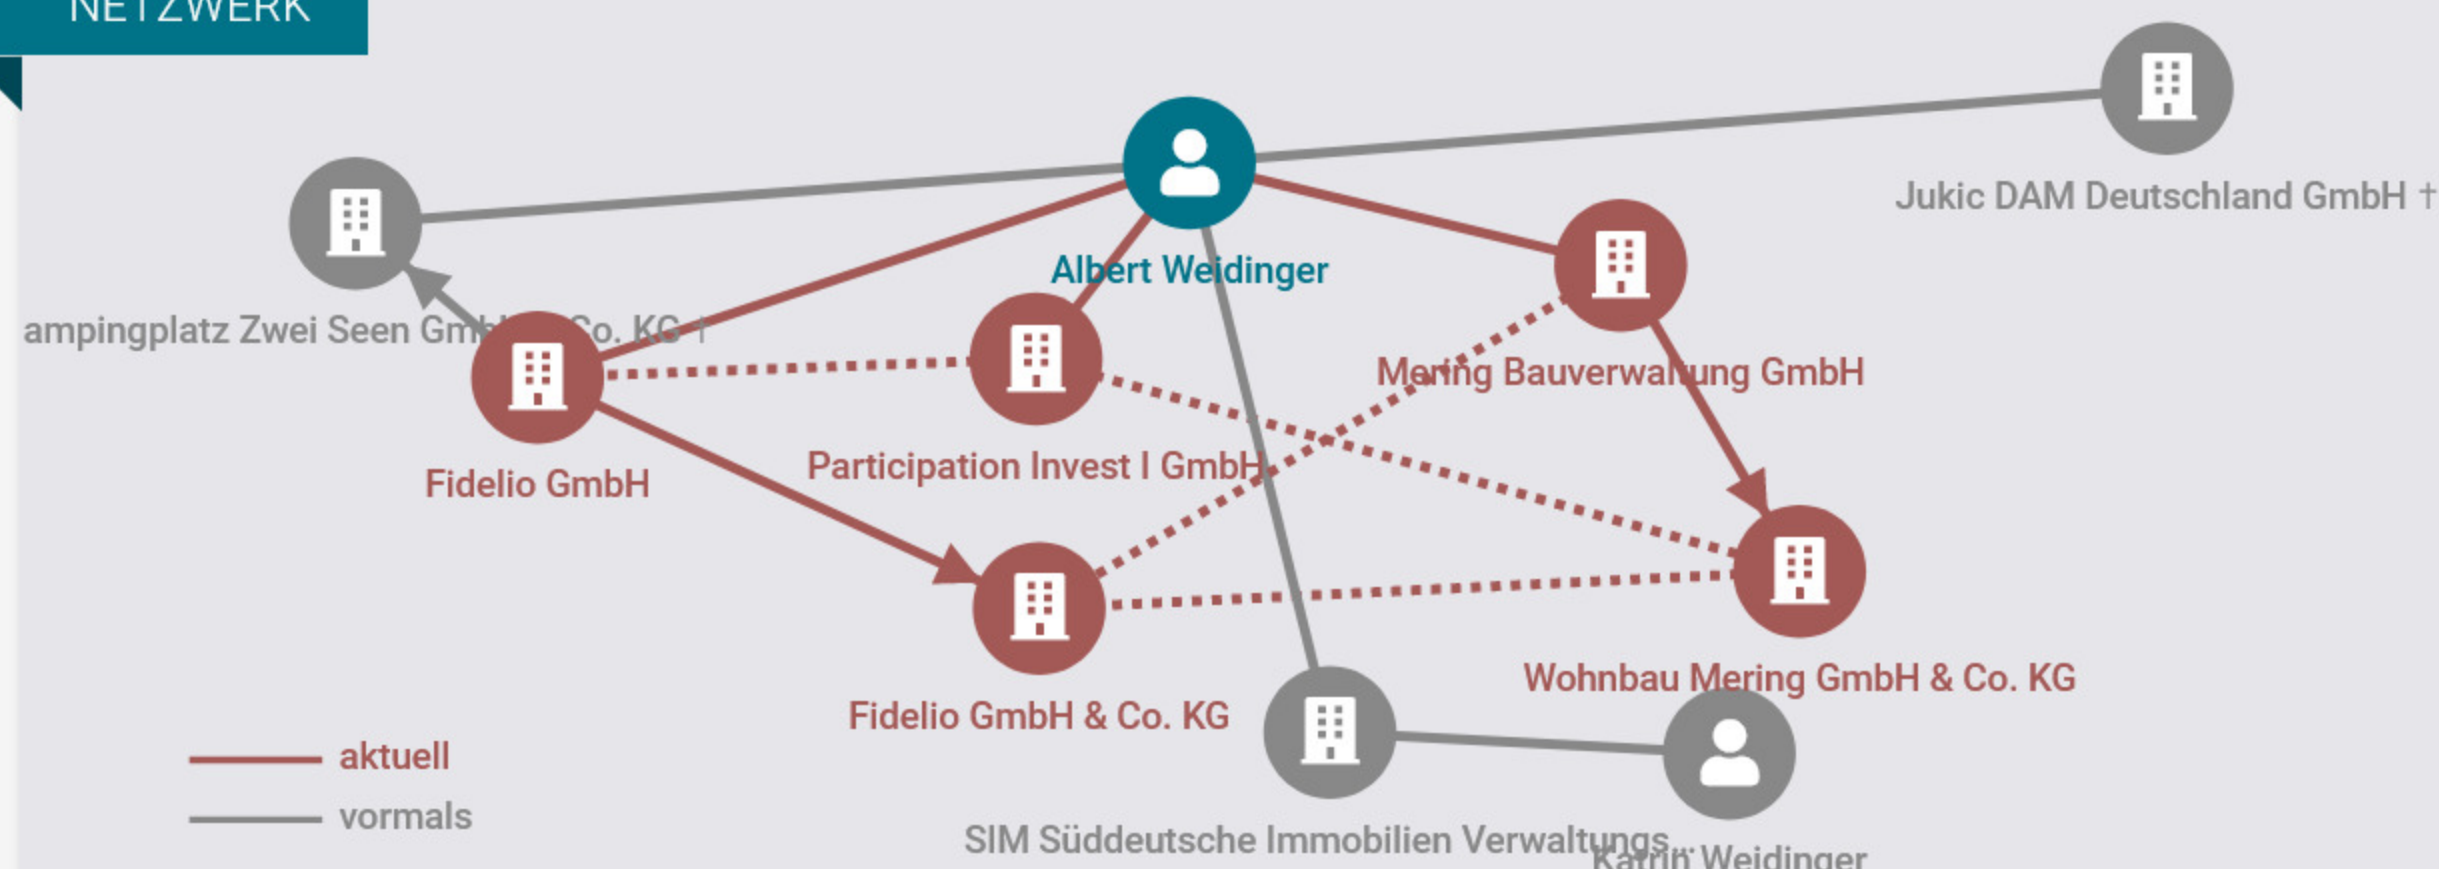 NETZWERK
Jukic DAM Deutschland GmbH †
Albert Weidinger
ampingplatz Zwei Seen GmbH Co. KG †
Mering Bauverwaltung GmbH
Participation Invest I GmbH
Fidelio GmbH
Wohnbau Mering GmbH & Co. KG
Fidelio GmbH & Co. KG
aktuell
vormals
SIM Süddeutsche Immobilien Verwaltungs...
Katrin Weidinger